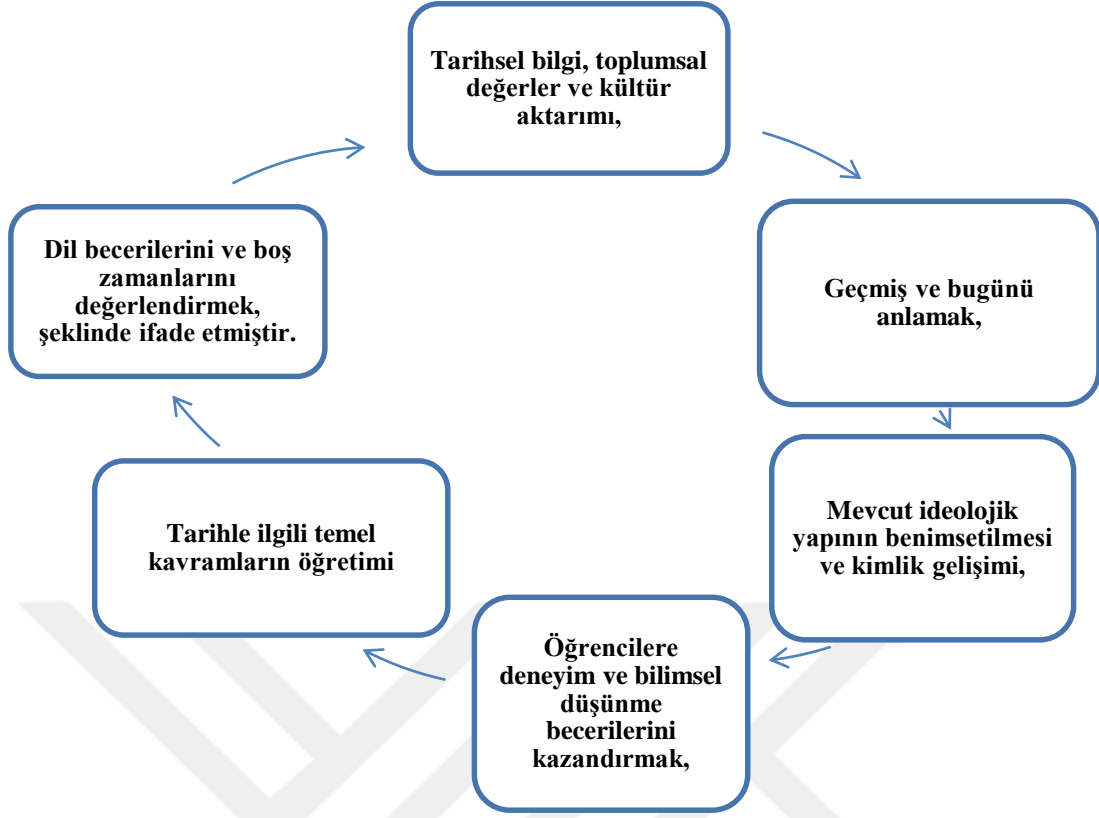 Tarihsel bilgi, toplumsal
değerler ve kültür
aktarımı,
Geçmiş ve bugünü
anlamak,
Mevcut ideolojik
yapının benimsetilmesi
ve kimlik gelişimi,
Öğrencilere
deneyim ve bilimsel
düşünme
becerilerini
kazandırmak,
Tarihle ilgili temel
kavramların öğretimi
Dil becerilerini ve boş
zamanlarını
değerlendirmek,
şeklinde ifade etmiştir.